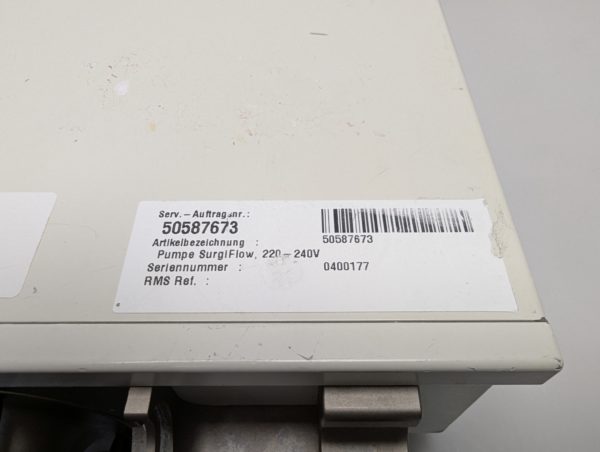 Serv.-Auftragsnr.:
50587673
50587673
Artikelbezeichnung :
Pumpe SurgiFlow, 220-240V
Seriennummer : 0400177
RMS Ref. :